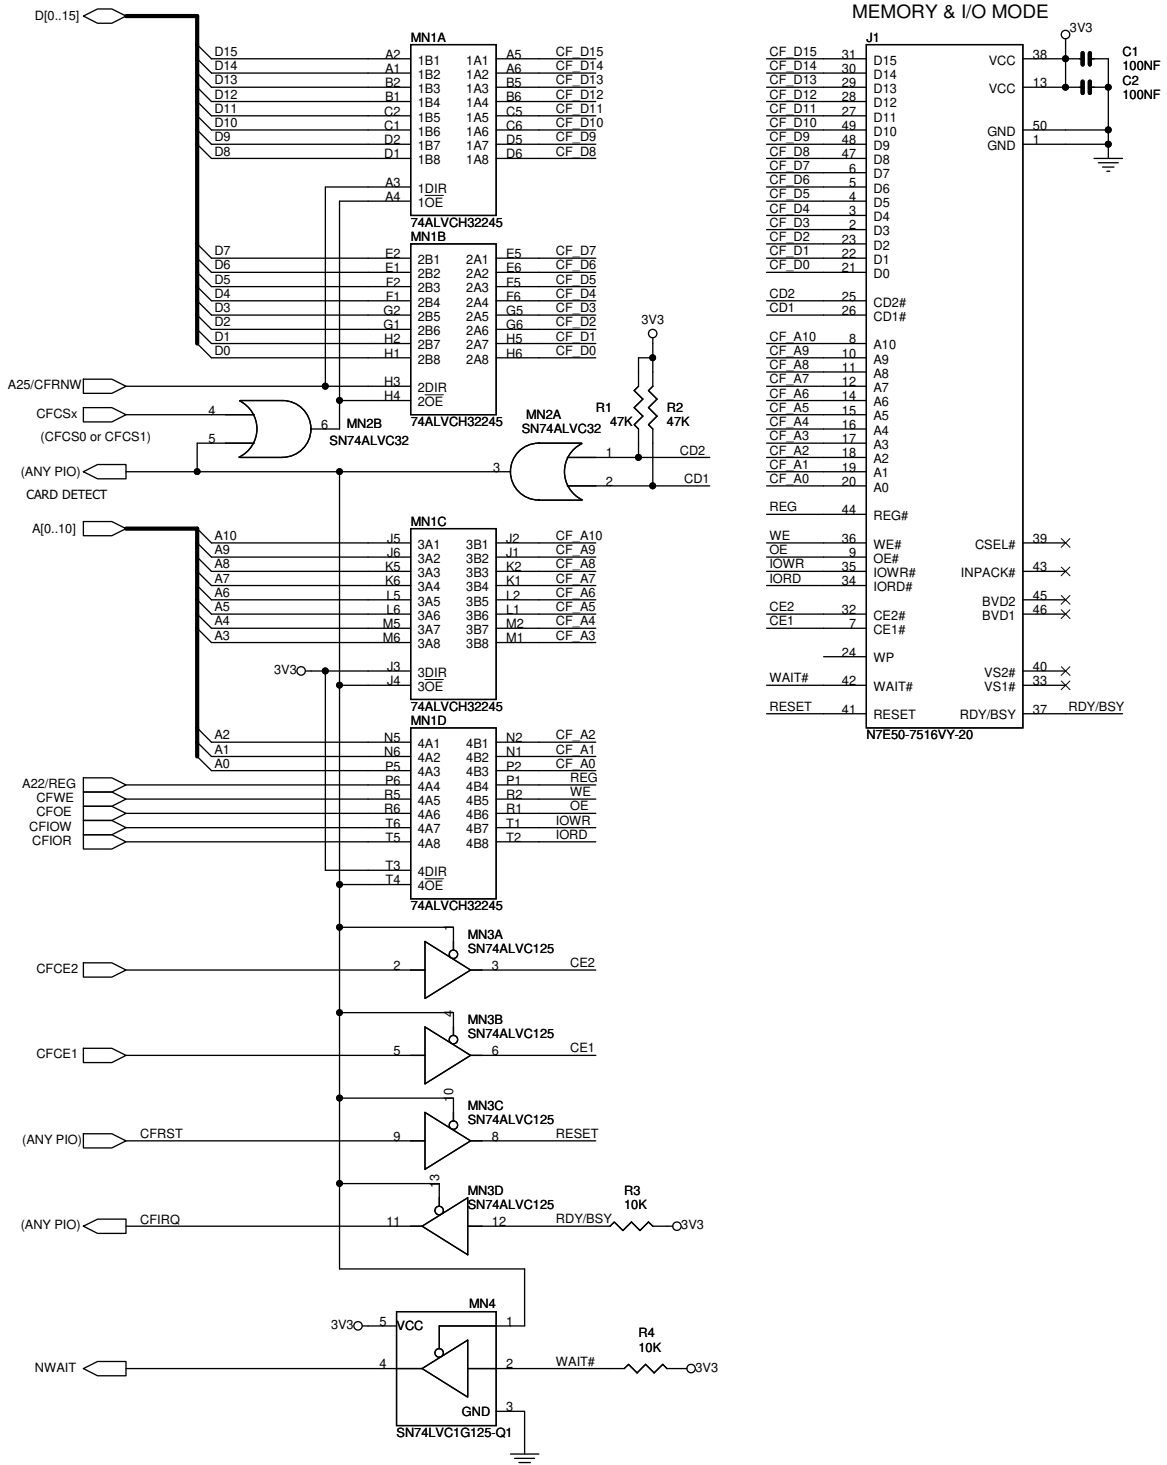 MEMORY & I/O MODE
D[0..15]
MN1A
D15 A2 1B1 1A1 A5 CF_D15
D14 A1 1B2 1A2 A6 CF_D14
D13 B2 1B3 1A3 B5 CF_D13
D12 B1 1B4 1A4 B6 CF_D12
D11 C2 1B5 1A5 C5 CF_D11
D10 C1 1B6 1A6 C6 CF_D10
D9 D2 1B7 1A7 D5 CF_D9
D8 D1 1B8 1A8 D6 CF_D8
A3 1DIR
A4 1OE
74ALVCH32245
MN1B
D7 E2 2B1 2A1 E5 CF_D7
D6 E1 2B2 2A2 E6 CF_D6
D5 F2 2B3 2A3 F5 CF_D5
D4 F1 2B4 2A4 F6 CF_D4
D3 G2 2B5 2A5 G5 CF_D3
D2 G1 2B6 2A6 G6 CF_D2
D1 H2 2B7 2A7 H5 CF_D1
D0 H1 2B8 2A8 H6 CF_D0
A25/CFRNW
H3 2DIR
H4 2OE
74ALVCH32245
CFCSx
(CFCS0 or CFCS1)
4
5
6
MN2B
SN74ALVC32
3V3
R1
47K
R2
47K
MN2A
SN74ALVC32
1 CD2
2 CD1
3
(ANY PIO)
CARD DETECT
A[0..10]
MN1C
A10 J5 3A1 3B1 J2 CF_A10
A9 J6 3A2 3B2 J1 CF_A9
A8 K5 3A3 3B3 K2 CF_A8
A7 K6 3A4 3B4 K1 CF_A7
A6 L5 3A5 3B5 L2 CF_A6
A5 L6 3A6 3B6 L1 CF_A5
A4 M5 3A7 3B7 M2 CF_A4
A3 M6 3A8 3B8 M1 CF_A3
3V3 J3 3DIR
J4 3OE
74ALVCH32245
MN1D
A2 N5 4A1 4B1 N2 CF_A2
A1 N6 4A2 4B2 N1 CF_A1
A0 P5 4A3 4B3 P2 CF_A0
A22/REG P6 4A4 4B4 P1 REG
CFWE R5 4A5 4B5 R2 WE
CFOE R6 4A6 4B6 R1 OE
CFIOW T6 4A7 4B7 T1 IOWR
CFIOR T5 4A8 4B8 T2 IORD
T3 4DIR
T4 4OE
74ALVCH32245
1
MN3A
SN74ALVC125
CFCE2 2 3 CE2
4
MN3B
SN74ALVC125
CFCE1 5 6 CE1
10
MN3C
SN74ALVC125
(ANY PIO) CFRST 9 8 RESET
13
MN3D
SN74ALVC125
(ANY PIO) CFIRQ 11 12 RDY/BSY
R3
10K
3V3
MN4
3V3 5 VCC 1
NWAIT 4 2 WAIT#
R4
10K
3V3
GND 3
SN74LVC1G125-Q1
J1
CF_D15 31 D15
CF_D14 30 D14
CF_D13 29 D13
CF_D12 28 D12
CF_D11 27 D11
CF_D10 49 D10
CF_D9 48 D9
CF_D8 47 D8
CF_D7 6 D7
CF_D6 5 D6
CF_D5 4 D5
CF_D4 3 D4
CF_D3 2 D3
CF_D2 23 D2
CF_D1 22 D1
CF_D0 21 D0
CD2 25 CD2#
CD1 26 CD1#
CF_A10 8 A10
CF_A9 10 A9
CF_A8 11 A8
CF_A7 12 A7
CF_A6 14 A6
CF_A5 15 A5
CF_A4 16 A4
CF_A3 17 A3
CF_A2 18 A2
CF_A1 19 A1
CF_A0 20 A0
REG 44 REG#
WE 36 WE#
OE 9 OE#
IOWR 35 IOWR#
IORD 34 IORD#
CE2 32 CE2#
CE1 7 CE1#
24 WP
WAIT# 42 WAIT#
RESET 41 RESET
3V3
VCC 38
C1
100NF
VCC 13
C2
100NF
GND 50
GND 1
CSEL# 39
INPACK# 43
BVD2 45
BVD1 46
VS2# 40
VS1# 33
RDY/BSY 37 RDY/BSY
N7E50-7516VY-20